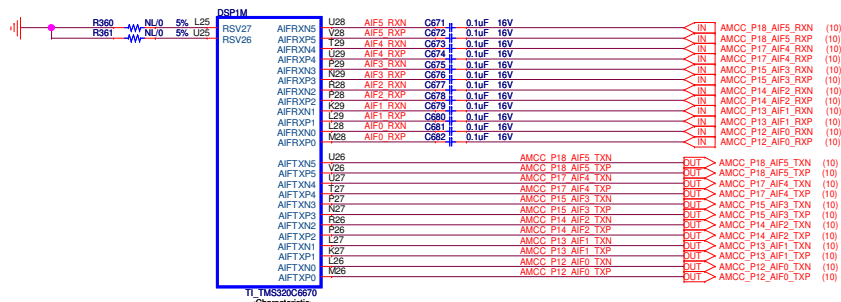 DSP1M
R360 NL/0 5% L25 RSV27 AIFRXN5 U28 AIF5_RXN C671 0.1uF 16V IN AMCC_P18_AIF5_RXN (10)
R361 NL/0 5% U25 RSV26 AIFRXP5 V28 AIF5_RXP C672 0.1uF 16V IN AMCC_P18_AIF5_RXP (10)
AIFRXN4 T29 AIF4_RXN C673 0.1uF 16V IN AMCC_P17_AIF4_RXN (10)
AIFRXP4 U29 AIF4_RXP C674 0.1uF 16V IN AMCC_P17_AIF4_RXP (10)
AIFRXN3 P29 AIF3_RXN C675 0.1uF 16V IN AMCC_P15_AIF3_RXN (10)
AIFRXP3 N29 AIF3_RXP C676 0.1uF 16V IN AMCC_P15_AIF3_RXP (10)
AIFRXN2 R28 AIF2_RXN C677 0.1uF 16V IN AMCC_P14_AIF2_RXN (10)
AIFRXP2 P28 AIF2_RXP C678 0.1uF 16V IN AMCC_P14_AIF2_RXP (10)
AIFRXN1 K29 AIF1_RXN C679 0.1uF 16V IN AMCC_P13_AIF1_RXN (10)
AIFRXP1 L29 AIF1_RXP C680 0.1uF 16V IN AMCC_P13_AIF1_RXP (10)
AIFRXN0 L28 AIF0_RXN C681 0.1uF 16V IN AMCC_P12_AIF0_RXN (10)
AIFRXP0 M28 AIF0_RXP C682 0.1uF 16V IN AMCC_P12_AIF0_RXP (10)
AIFTXN5 U26 AMCC_P18_AIF5_TXN OUT AMCC_P18_AIF5_TXN (10)
AIFTXP5 V26 AMCC_P18_AIF5_TXP OUT AMCC_P18_AIF5_TXP (10)
AIFTXN4 U27 AMCC_P17_AIF4_TXN OUT AMCC_P17_AIF4_TXN (10)
AIFTXP4 T27 AMCC_P17_AIF4_TXP OUT AMCC_P17_AIF4_TXP (10)
AIFTXN3 P27 AMCC_P15_AIF3_TXN OUT AMCC_P15_AIF3_TXN (10)
AIFTXP3 N27 AMCC_P15_AIF3_TXP OUT AMCC_P15_AIF3_TXP (10)
AIFTXN2 R26 AMCC_P14_AIF2_TXN OUT AMCC_P14_AIF2_TXN (10)
AIFTXP2 P26 AMCC_P14_AIF2_TXP OUT AMCC_P14_AIF2_TXP (10)
AIFTXN1 L27 AMCC_P13_AIF1_TXN OUT AMCC_P13_AIF1_TXN (10)
AIFTXP1 K27 AMCC_P13_AIF1_TXP OUT AMCC_P13_AIF1_TXP (10)
AIFTXN0 L26 AMCC_P12_AIF0_TXN OUT AMCC_P12_AIF0_TXN (10)
AIFTXP0 M26 AMCC_P12_AIF0_TXP OUT AMCC_P12_AIF0_TXP (10)
TI_TMS320C6670
Characteristic